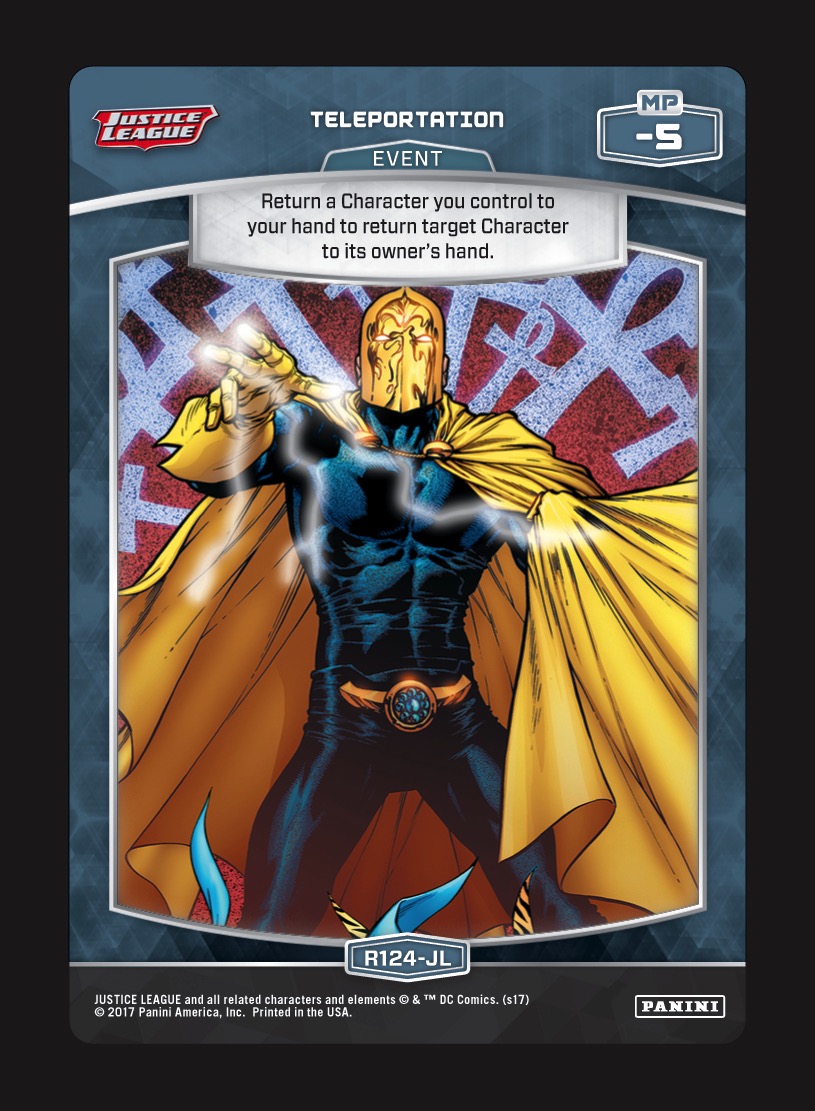 JUSTICE
LEAGUE
TELEPORTATION
MP
-5
EVENT
Return a Character you control to
your hand to return target Character
to its owner's hand.
R124-JL
JUSTICE LEAGUE and all related characters and elements © & ™ DC Comics. (s17)
© 2017 Panini America, Inc. Printed in the USA.
PANINI